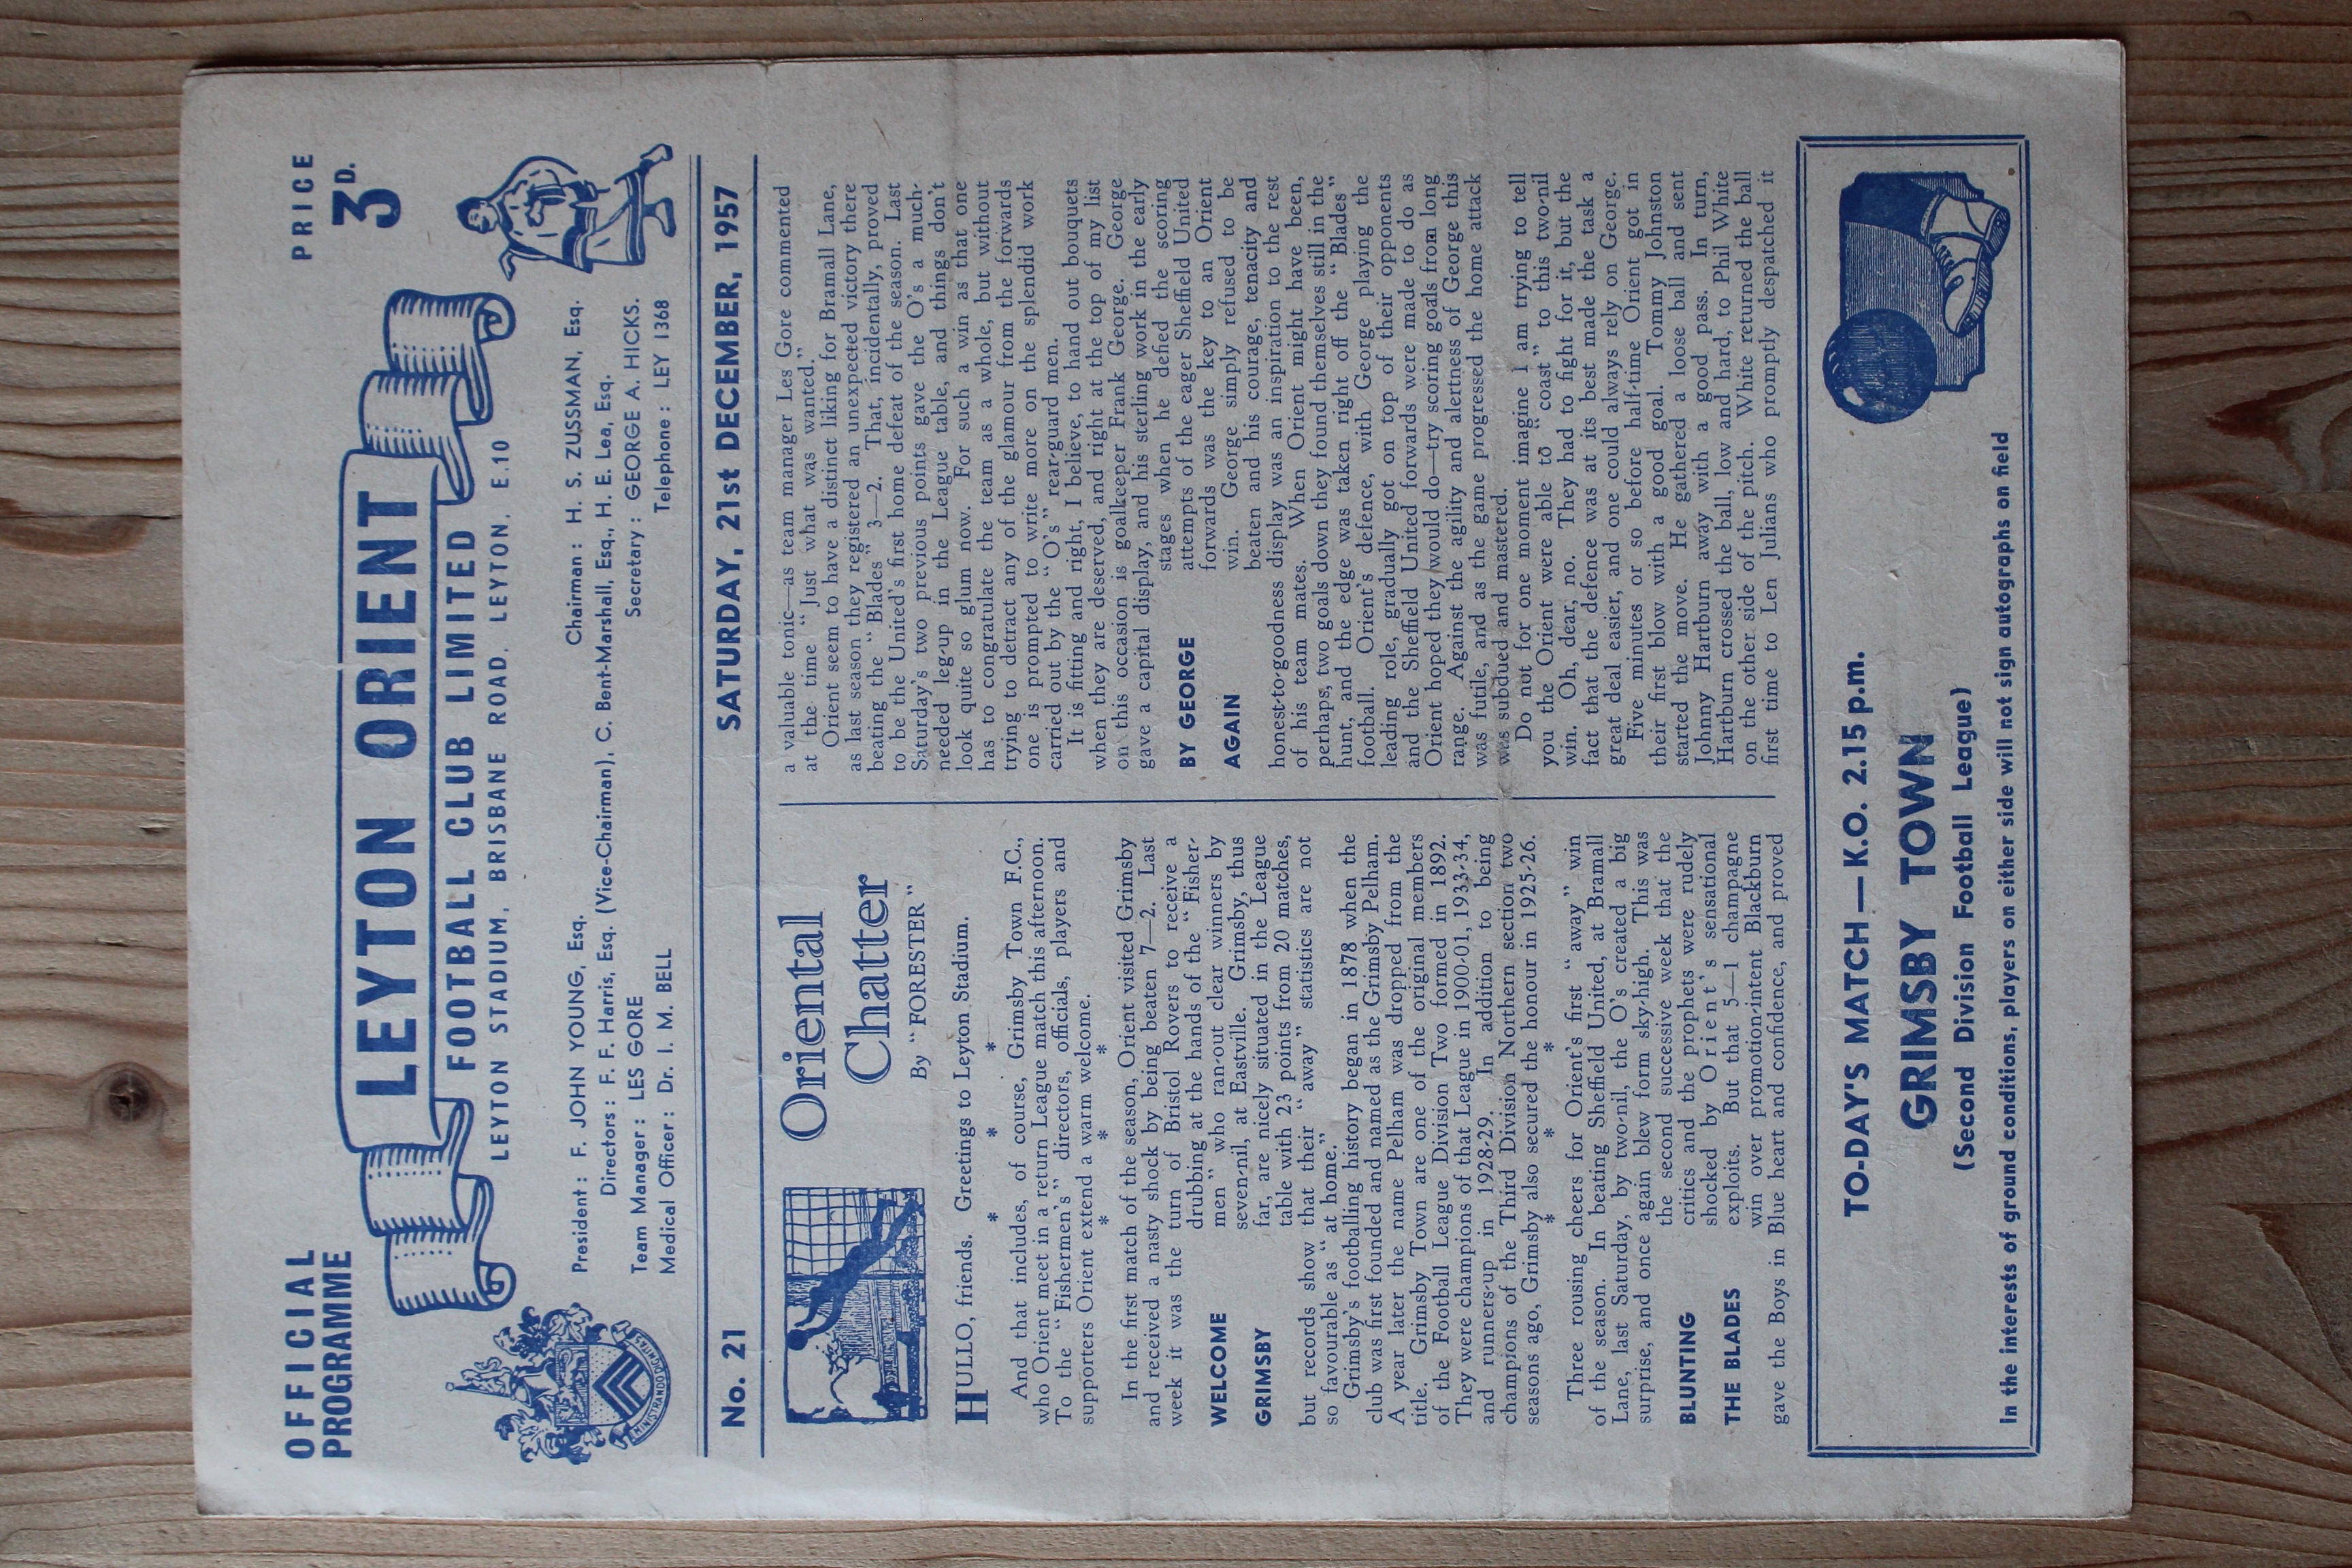 OFFICIAL
PROGRAMME
PRICE
3D.
LEYTON ORIENT
FOOTBALL CLUB LIMITED
LEYTON STADIUM, BRISBANE ROAD, LEYTON, E.10
MINISTRANDO DIGNITAS
President : F. JOHN YOUNG, Esq.
Chairman : H. S. ZUSSMAN, Esq.
Directors : F. F. Harris, Esq. (Vice-Chairman), C. Bent-Marshall, Esq., H. E. Lea, Esq.
Team Manager : LES GORE
Secretary : GEORGE A. HICKS.
Medical Officer : Dr. I. M. BELL
Telephone : LEY 1368
No. 21
SATURDAY, 21st DECEMBER, 1957
Oriental
Chatter
By “FORESTER”
HULLO, friends. Greetings to Leyton Stadium.
* * *
And that includes, of course, Grimsby Town F.C.,
who Orient meet in a return League match this afternoon.
To the “Fishermen's” directors, officials, players and
supporters Orient extend a warm welcome.
* * *
In the first match of the season, Orient visited Grimsby
and received a nasty shock by being beaten 7—2. Last
week it was the turn of Bristol Rovers to receive a
drubbing at the hands of the “Fisher-
WELCOME
men” who ran-out clear winners by
seven-nil, at Eastville. Grimsby, thus
GRIMSBY
far, are nicely situated in the League
table with 23 points from 20 matches,
but records show that their “away” statistics are not
so favourable as “at home.”
Grimsby's footballing history began in 1878 when the
club was first founded and named as the Grimsby Pelham.
A year later the name Pelham was dropped from the
title. Grimsby Town are one of the original members
of the Football League Division Two formed in 1892.
They were champions of that League in 1900-01, 1933-34,
and runners-up in 1928-29. In addition to being
champions of the Third Division Northern section two
seasons ago, Grimsby also secured the honour in 1925-26.
* * *
Three rousing cheers for Orient's first “away” win
of the season. In beating Sheffield United, at Bramall
Lane, last Saturday, by two-nil, the O's created a big
surprise, and once again blew form sky-high. This was
the second successive week that the
BLUNTING
critics and the prophets were rudely
shocked by Orient's sensational
THE BLADES
exploits. But that 5—1 champagne
win over promotion-intent Blackburn
gave the Boys in Blue heart and confidence, and proved
a valuable tonic—as team manager Les Gore commented
at the time “Just what was wanted.”
Orient seem to have a distinct liking for Bramall Lane,
as last season they registered an unexpected victory there
beating the “Blades” 3—2. That, incidentally, proved
to be the United's first home defeat of the season. Last
Saturday's two previous points gave the O's a much-
needed leg-up in the League table, and things don't
look quite so glum now. For such a win as that one
has to congratulate the team as a whole, but without
trying to detract any of the glamour from the forwards
one is prompted to write more on the splendid work
carried out by the “O's” rear-guard men.
It is fitting and right, I believe, to hand out bouquets
when they are deserved, and right at the top of my list
on this occasion is goalkeeper Frank George. George
gave a capital display, and his sterling work in the early
stages when he defied the scoring
BY GEORGE
attempts of the eager Sheffield United
forwards was the key to an Orient
AGAIN
win. George simply refused to be
beaten and his courage, tenacity and
honest-to-goodness display was an inspiration to the rest
of his team mates. When Orient might have been,
perhaps, two goals down they found themselves still in the
hunt, and the edge was taken right off the “Blades”
football. Orient's defence, with George playing the
leading role, gradually got on top of their opponents
and the Sheffield United forwards were made to do as
Orient hoped they would do—try scoring goals from long
range. Against the agility and alertness of George this
was futile, and as the game progressed the home attack
was subdued and mastered.
Do not for one moment imagine I am trying to tell
you the Orient were able to “coast” to this two-nil
win. Oh, dear, no. They had to fight for it, but the
fact that the defence was at its best made the task a
great deal easier, and one could always rely on George.
Five minutes or so before half-time Orient got in
their first blow with a good goal. Tommy Johnston
started the move. He gathered a loose ball and sent
Johnny Hartburn away with a good pass. In turn,
Hartburn crossed the ball, low and hard, to Phil White
on the other side of the pitch. White returned the ball
first time to Len Julians who promptly despatched it
TO-DAY'S MATCH—K.O. 2.15 p.m.
GRIMSBY TOWN
(Second Division Football League)
In the interests of ground conditions, players on either side will not sign autographs on field